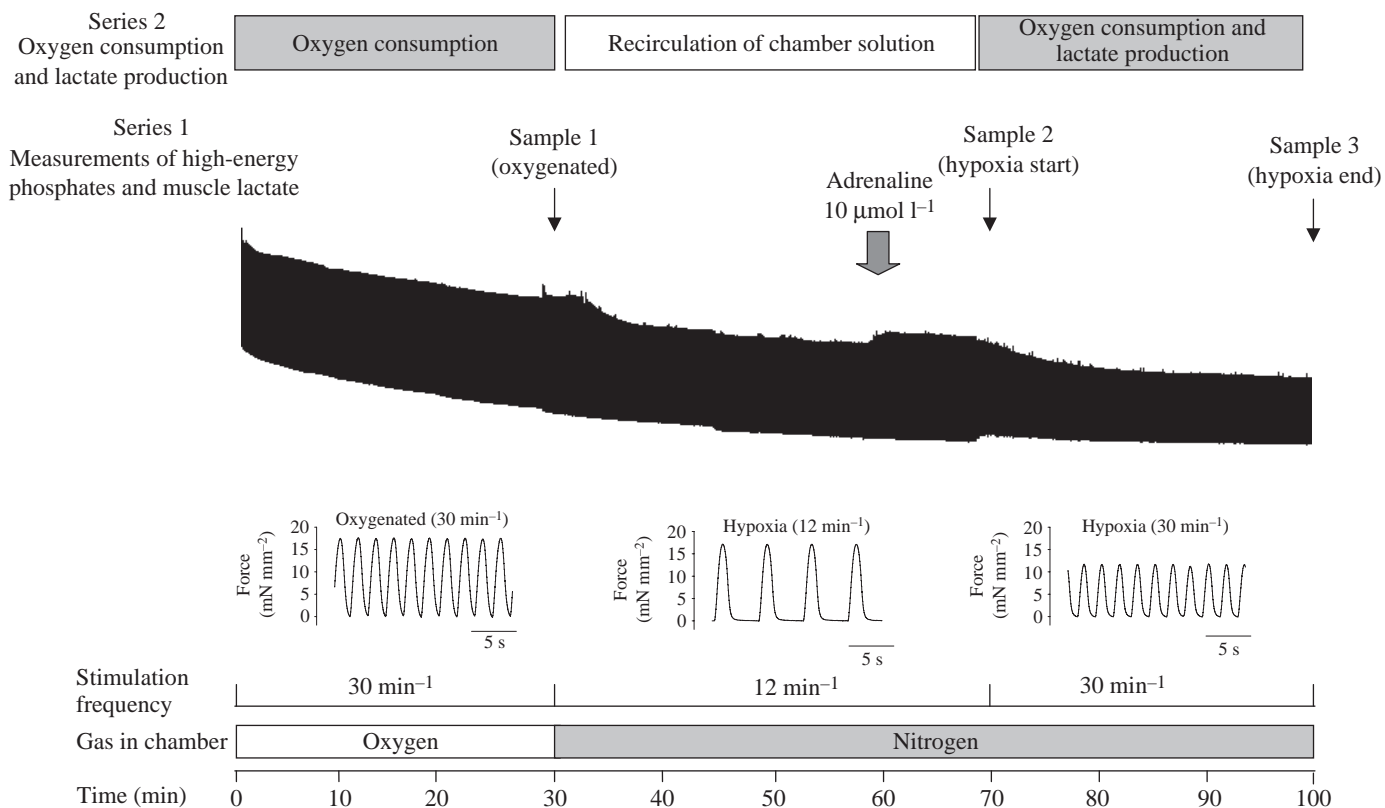 Series 2
Oxygen consumption
and lactate production
Oxygen consumption
Recirculation of chamber solution
Oxygen consumption and
lactate production
Series 1
Measurements of high-energy
phosphates and muscle lactate
Sample 1
(oxygenated)
Adrenaline
10 μmol l–1
Sample 2
(hypoxia start)
Sample 3
(hypoxia end)
Oxygenated (30 min–1)
Force
(mN mm–2)
20
15
10
5
0
5 s
Hypoxia (12 min–1)
Force
(mN mm–2)
20
15
10
5
0
5 s
Hypoxia (30 min–1)
Force
(mN mm–2)
20
15
10
5
0
5 s
Stimulation
frequency
30 min–1
12 min–1
30 min–1
Gas in chamber
Oxygen
Nitrogen
Time (min)
0 10 20 30 40 50 60 70 80 90 100